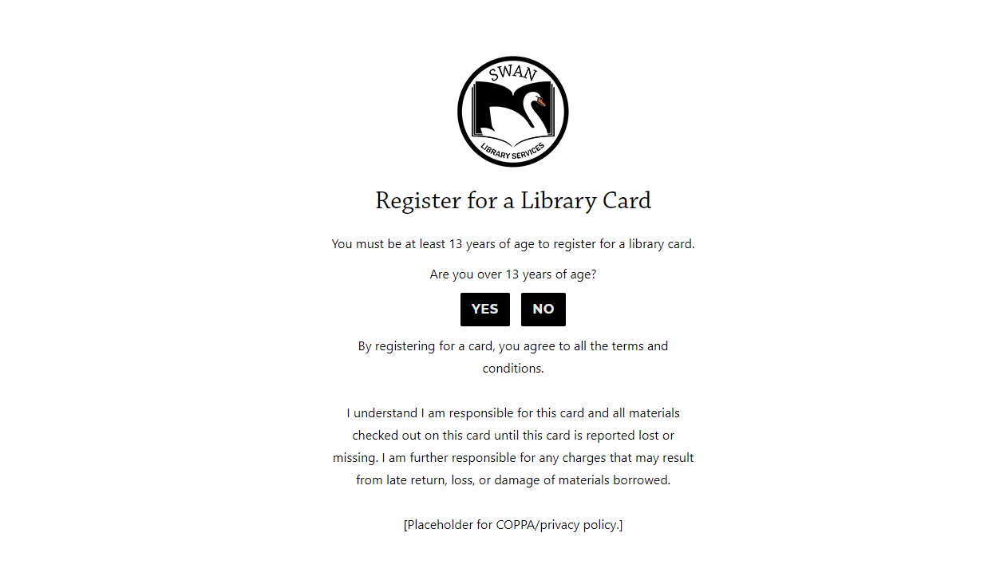 SWAN
LIBRARY SERVICES
Register for a Library Card
You must be at least 13 years of age to register for a library card.
Are you over 13 years of age?
YES NO
By registering for a card, you agree to all the terms and
conditions.
I understand I am responsible for this card and all materials
checked out on this card until this card is reported lost or
missing. I am further responsible for any charges that may result
from late return, loss, or damage of materials borrowed.
[Placeholder for COPPA/privacy policy.]